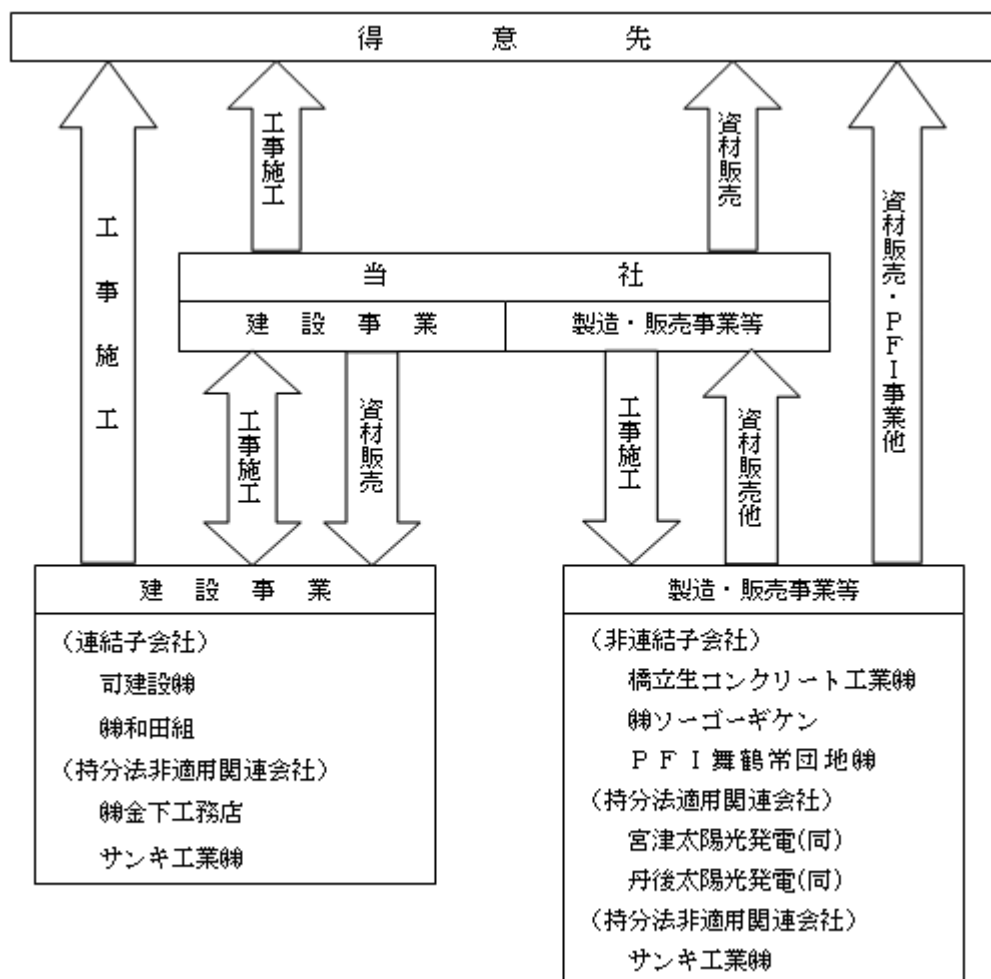 得意先
工事施工
工事施工
資材販売
資材販売・PFI事業他
当社
建設事業
製造・販売事業等
工事施工
資材販売
工事施工
資材販売他
建設事業
(連結子会社)
司建設㈱
㈱和田組
(持分法非適用関連会社)
㈱金下工務店
サンキ工業㈱
製造・販売事業等
(非連結子会社)
橋立生コンクリート工業㈱
㈱ソーゴーギケン
PFI舞鶴常団地㈱
(持分法適用関連会社)
宮津太陽光発電(同)
丹後太陽光発電(同)
(持分法非適用関連会社)
サンキ工業㈱